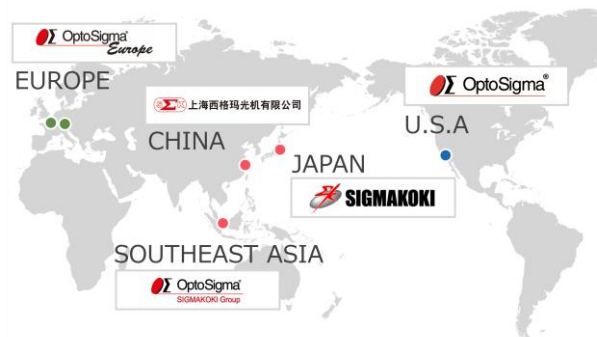 OptoSigma
Europe
EUROPE
上海西格玛光机有限公司
CHINA
OptoSigma®
U.S.A
JAPAN
SIGMAKOKI
SOUTHEAST ASIA
OptoSigma
SIGMAKOKI Group